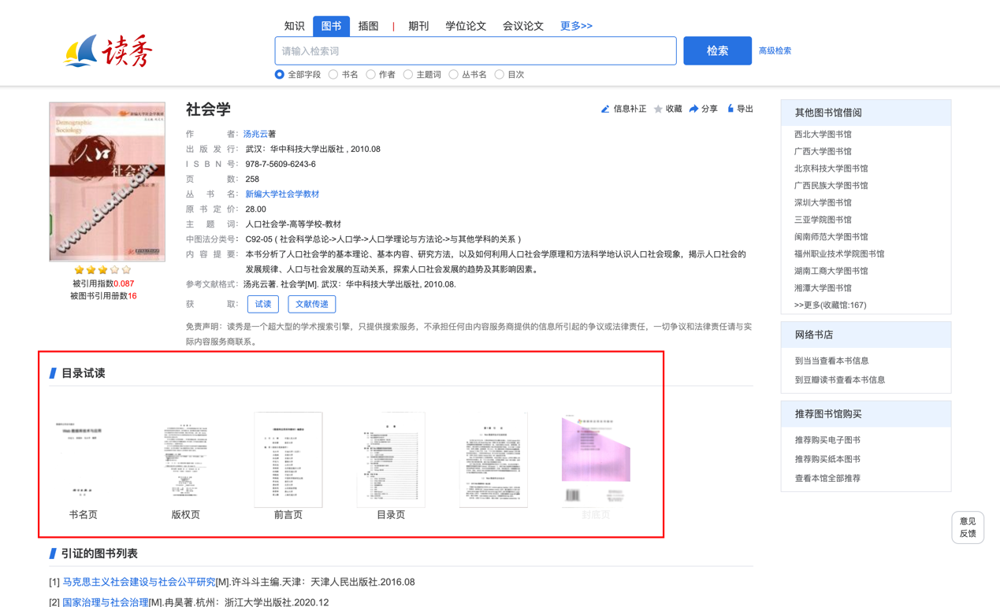 知识 图书 插图 | 期刊 学位论文 会议论文 更多>>
读秀
请输入检索词
检索
高级检索
全部字段 书名 作者 主题词 丛书名 目次
Demographic
Sociology
人口
社会学
www.duxiu.com
被引用指数0.087
被图书引用册数16
社会学
信息补正 收藏 分享 导出
作者：汤兆云著
出版发行：武汉：华中科技大学出版社 , 2010.08
ISBN号：978-7-5609-6243-6
页数：258
丛书名：新编大学社会学教材
原书定价：28.00
主题词：人口社会学-高等学校-教材
中图法分类号：C92-05 ( 社会科学总论->人口学->人口学理论与方法论->与其他学科的关系 )
内容提要：本书分析了人口社会学的基本理论、基本内容、研究方法，以及如何利用人口社会学原理和方法科学地认识人口社会现象，揭示人口社会的
发展规律、人口与社会发展的互动关系，探索人口社会发展的趋势及其影响因素。
参考文献格式：汤兆云著. 社会学[M]. 武汉：华中科技大学出版社, 2010.08.
获取：试读 文献传递
免责声明：读秀是一个超大型的学术搜索引擎，只提供搜索服务，不承担任何由内容服务商提供的信息所引起的争议或法律责任，一切争议和法律责任请与实
际内容服务商联系。
目录试读
书名页 版权页 前言页 目录页 封底页
引证的图书列表
[1] 马克思主义社会建设与社会公平研究[M].许斗斗主编.天津：天津人民出版社.2016.08
[2] 国家治理与社会治理[M].冉昊著.杭州：浙江大学出版社.2020.12
其他图书馆借阅
西北大学图书馆
广西大学图书馆
北京科技大学图书馆
广西民族大学图书馆
深圳大学图书馆
三亚学院图书馆
闽南师范大学图书馆
福州职业技术学院图书馆
湖南工商大学图书馆
湘潭大学图书馆
>>更多(收藏馆:167)
网络书店
到当当查看本书信息
到豆瓣读书查看本书信息
推荐图书馆购买
推荐购买电子图书
推荐购买纸本图书
查看本馆全部推荐
意见
反馈